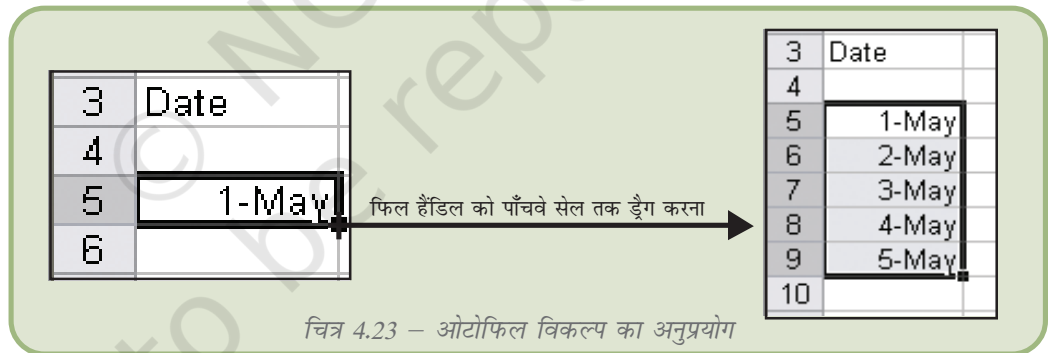 3 Date
4
5 1-May
6
फिल हैंडिल को पाँचवे सेल तक ड्रैग करना
3 Date
4
5 1-May
6 2-May
7 3-May
8 4-May
9 5-May
10
चित्र 4.23 – ओटोफिल विकल्प का अनुप्रयोग